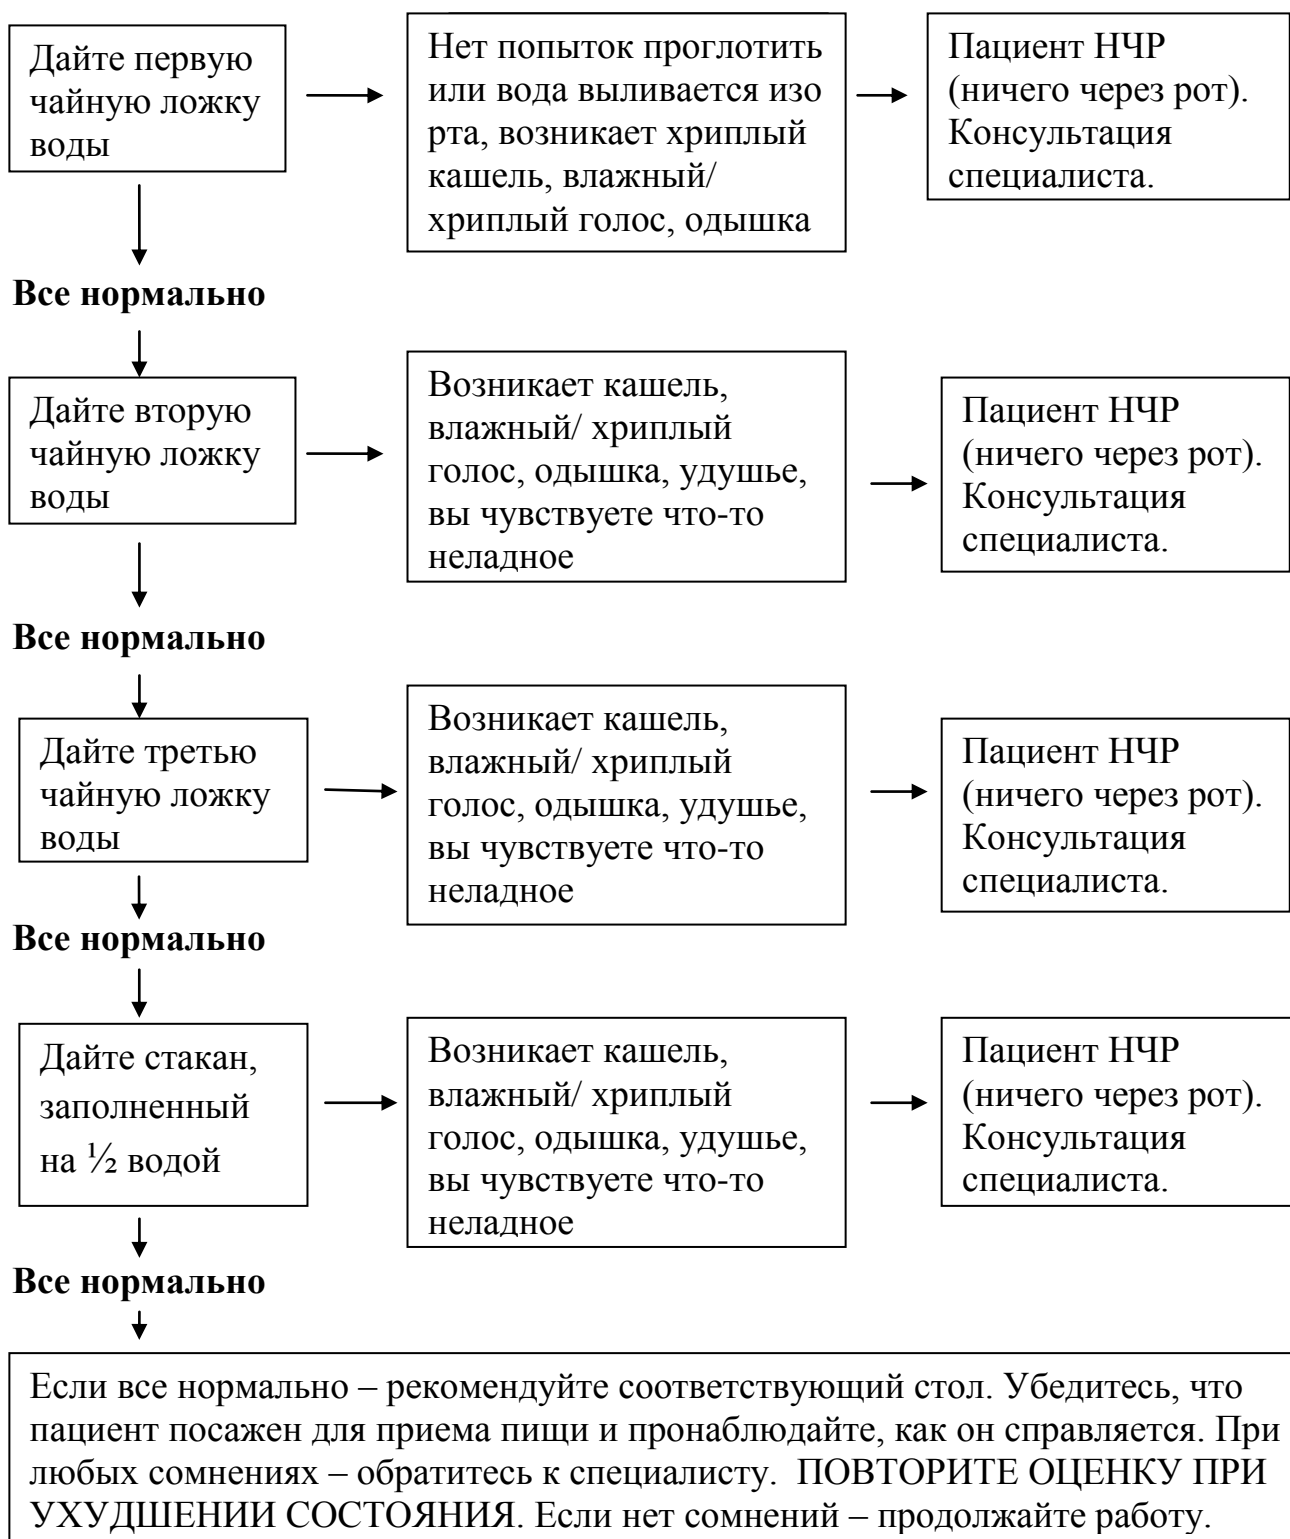 Дайте первую
чайную ложку
воды
Нет попыток проглотить
или вода выливается изо
рта, возникает хриплый
кашель, влажный/
хриплый голос, одышка
Пациент НЧР
(ничего через рот).
Консультация
специалиста.
Все нормально
Дайте вторую
чайную ложку
воды
Возникает кашель,
влажный/ хриплый
голос, одышка, удушье,
вы чувствуете что-то
неладное
Пациент НЧР
(ничего через рот).
Консультация
специалиста.
Все нормально
Дайте третью
чайную ложку
воды
Возникает кашель,
влажный/ хриплый
голос, одышка, удушье,
вы чувствуете что-то
неладное
Пациент НЧР
(ничего через рот).
Консультация
специалиста.
Все нормально
Дайте стакан,
заполненный
на ½ водой
Возникает кашель,
влажный/ хриплый
голос, одышка, удушье,
вы чувствуете что-то
неладное
Пациент НЧР
(ничего через рот).
Консультация
специалиста.
Все нормально
Если все нормально – рекомендуйте соответствующий стол. Убедитесь, что
пациент посажен для приема пищи и пронаблюдайте, как он справляется. При
любых сомнениях – обратитесь к специалисту. ПОВТОРИТЕ ОЦЕНКУ ПРИ
УХУДШЕНИИ СОСТОЯНИЯ. Если нет сомнений – продолжайте работу.